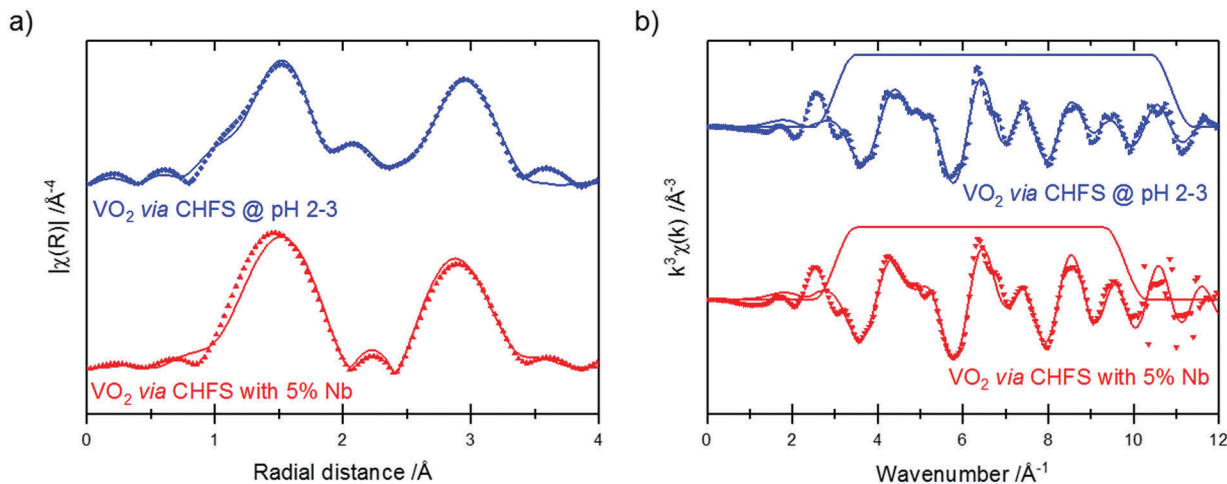 a)
|χ(R)| /Å-4
VO2 via CHFS @ pH 2-3
VO2 via CHFS with 5% Nb
0 1 2 3 4
Radial distance /Å
b)
k3χ(k) /Å-3
VO2 via CHFS @ pH 2-3
VO2 via CHFS with 5% Nb
0 2 4 6 8 10 12
Wavenumber /Å-1